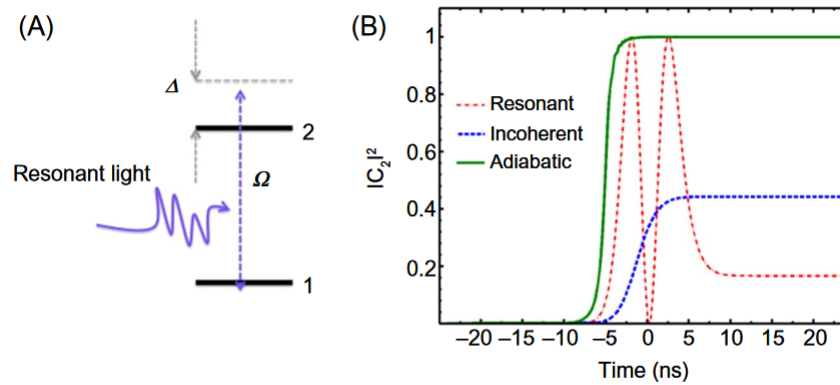 (A)
Δ
2
Resonant light
Ω
1
(B)
|C₂|²
1
0.8
0.6
0.4
0.2
Resonant
Incoherent
Adiabatic
−20 −15 −10 −5 0 5 10 15 20
Time (ns)